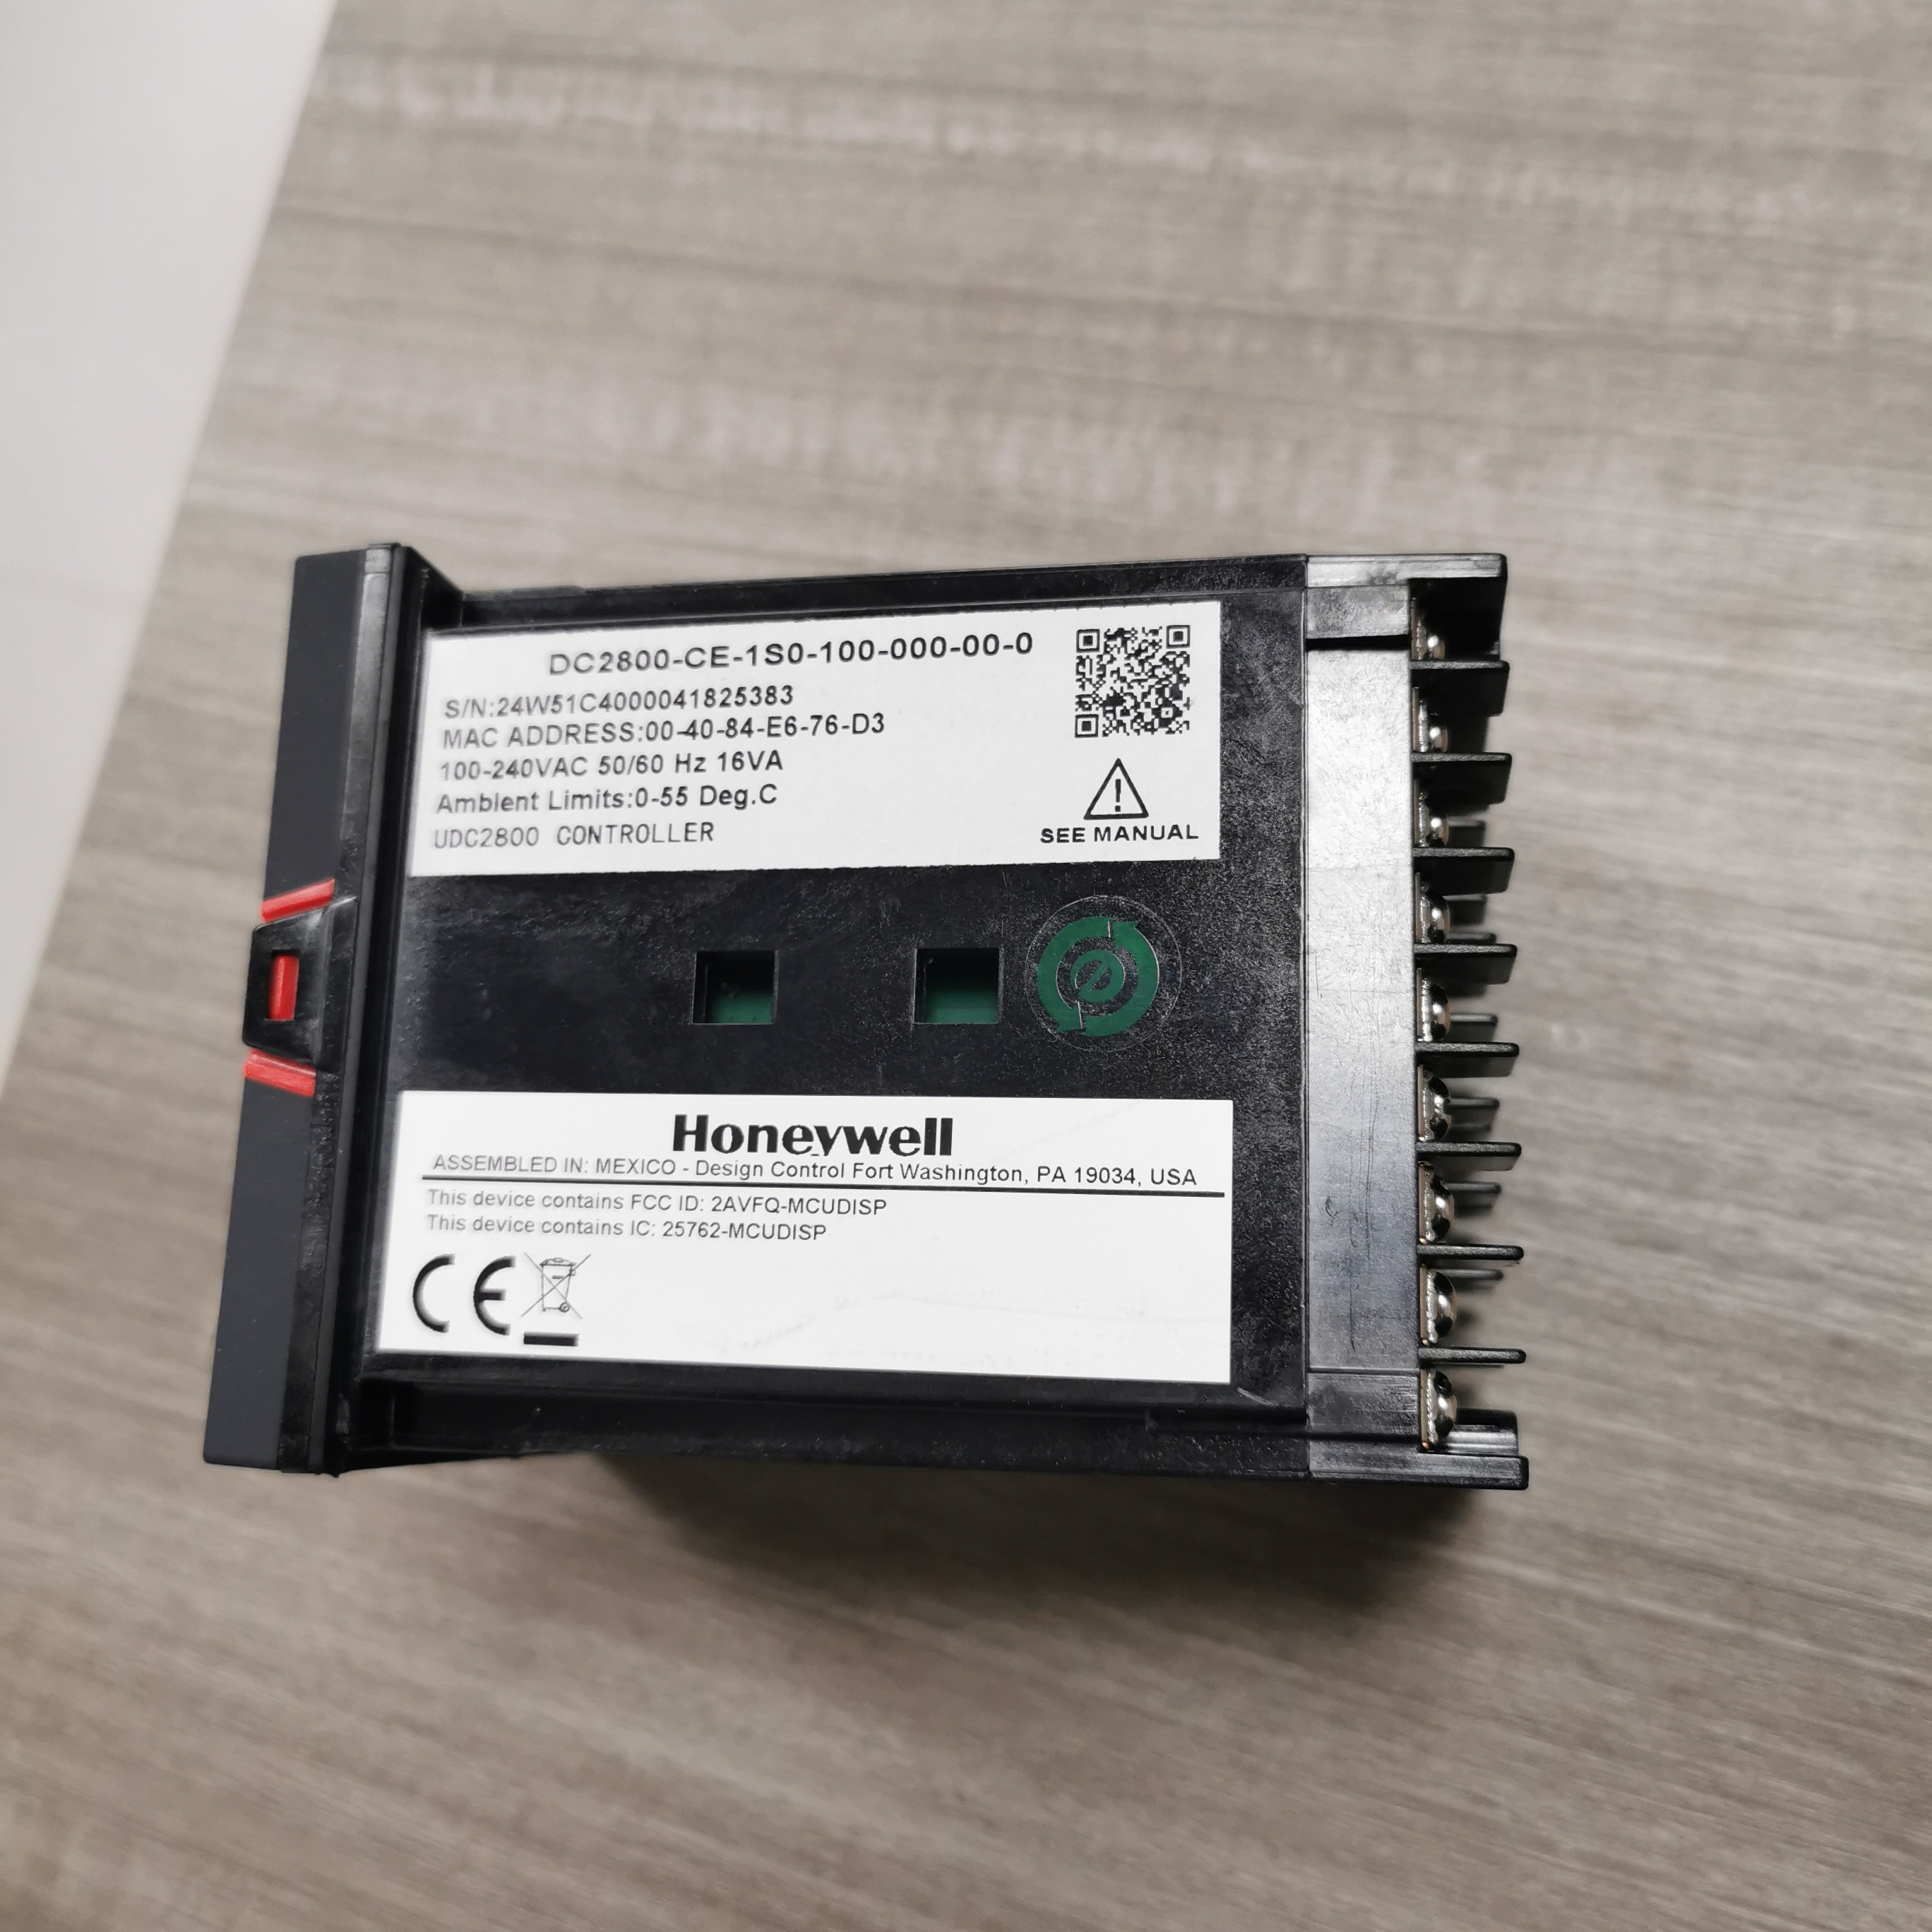 DC2800-CE-1S0-100-000-00-0
S/N:24W51C4000041825383
MAC ADDRESS:00-40-84-E6-76-D3
100-240VAC 50/60 Hz 16VA
Ambient Limits:0-55 Deg.C
UDC2800 CONTROLLER
SEE MANUAL
Honeywell
ASSEMBLED IN: MEXICO - Design Control Fort Washington, PA 19034, USA
This device contains FCC ID: 2AVFQ-MCUDISP
This device contains IC: 25762-MCUDISP
CE